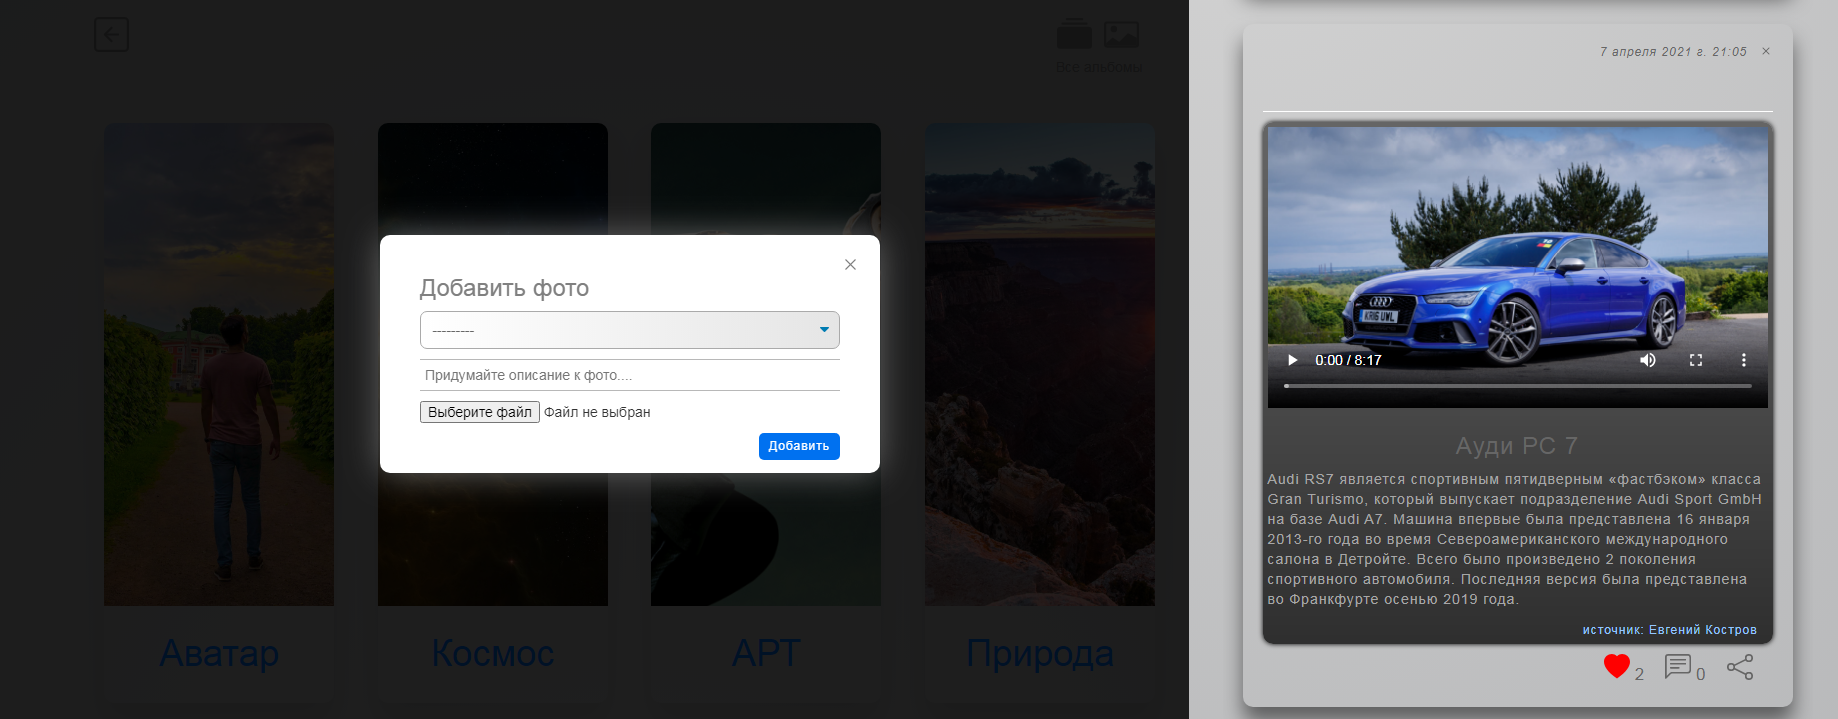 Все альбомы
Добавить фото
---------
Придумайте описание к фото....
Выберите файл Файл не выбран
Добавить
Аватар
Космос
АРТ
Природа
7 апреля 2021 г. 21:05
KR16 UWL
0:00 / 8:17
Ауди РС 7
Audi RS7 является спортивным пятидверным «фастбэком» класса
Gran Turismo, который выпускает подразделение Audi Sport GmbH
на базе Audi A7. Машина впервые была представлена 16 января
2013-го года во время Североамериканского международного
салона в Детройте. Всего было произведено 2 поколения
спортивного автомобиля. Последняя версия была представлена
во Франкфурте осенью 2019 года.
источник: Евгений Костров
2
0